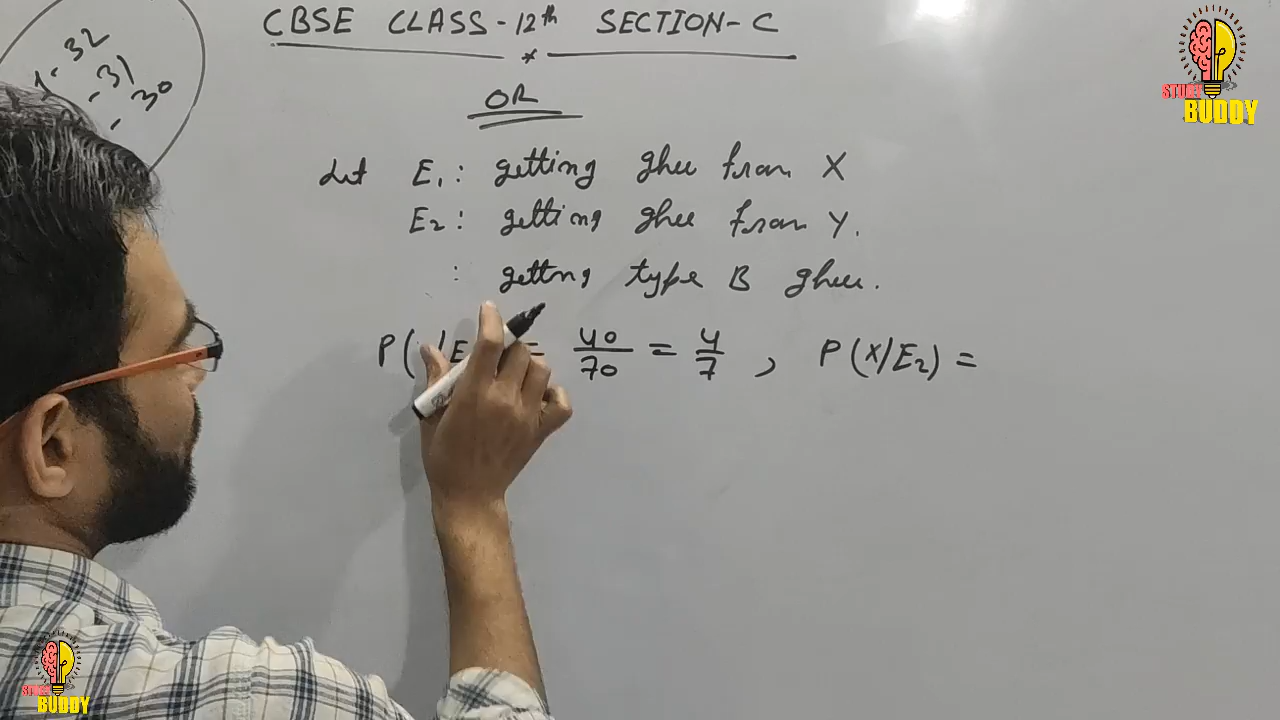 CBSE CLASS-12th SECTION-C
OR
32
- 31
- 30
Let E₁: getting ghee from X
E₂: getting ghee from Y.
: getting type B ghee.
P( /E = 40/70 = 4/7 , P(X/E₂) =
STUDY
BUDDY
STUDY
BUDDY